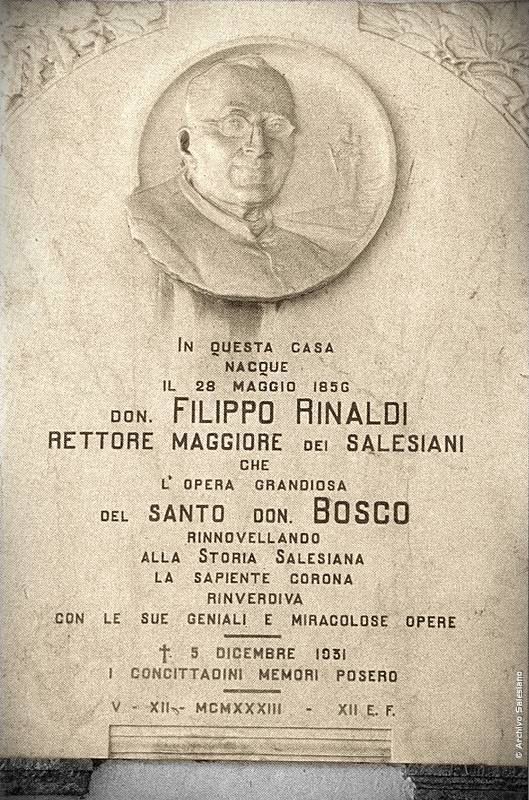 IN QUESTA CASA
NACQUE
IL 28 MAGGIO 1856
DON. FILIPPO RINALDI
RETTORE MAGGIORE DEI SALESIANI
CHE
L' OPERA GRANDIOSA
DEL SANTO DON. BOSCO
RINNOVELLANDO
ALLA STORIA SALESIANA
LA SAPIENTE CORONA
RINVERDIVA
CON LE SUE GENIALI E MIRACOLOSE OPERE
†. 5 DICEMBRE 1931
I CONCITTADINI MEMORI POSERO
V - XII - MCMXXXIII - XII E. F.
© Archivo Salesiano